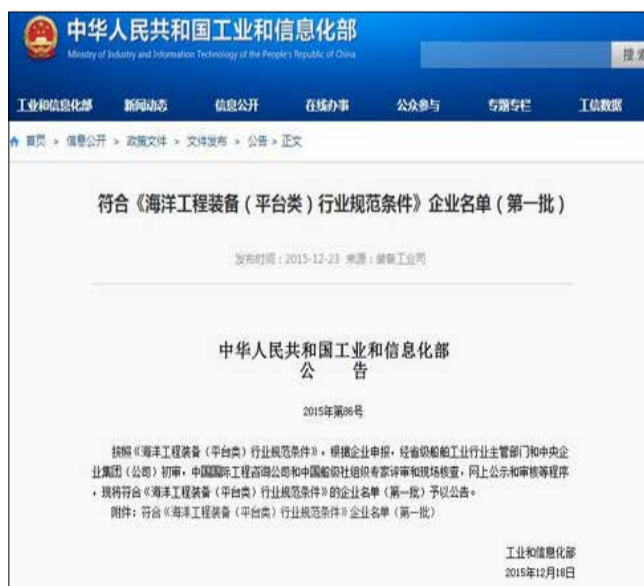 中华人民共和国工业和信息化部
Ministry of Industry and Information Technology of the People's Republic of China
搜索
工业和信息化部 新闻动态 信息公开 在线办事 公众参与 专题专栏 工信数据
首页 > 信息公开 > 政策文件 > 文件发布 > 公告 > 正文
符合《海洋工程装备（平台类）行业规范条件》企业名单（第一批）
发布时间：2015-12-23 来源：装备工业司
中华人民共和国工业和信息化部
公 告
2015年第86号
按照《海洋工程装备（平台类）行业规范条件》，根据企业申报，经省级船舶工业行业主管部门和中央企
业集团（公司）初审，中国国际工程咨询公司和中国船级社组织专家评审和现场核查，网上公示和审核等程序
，现将符合《海洋工程装备（平台类）行业规范条件》的企业名单（第一批）予以公告。
附件：符合《海洋工程装备（平台类）行业规范条件》企业名单（第一批）
工业和信息化部
2015年12月18日